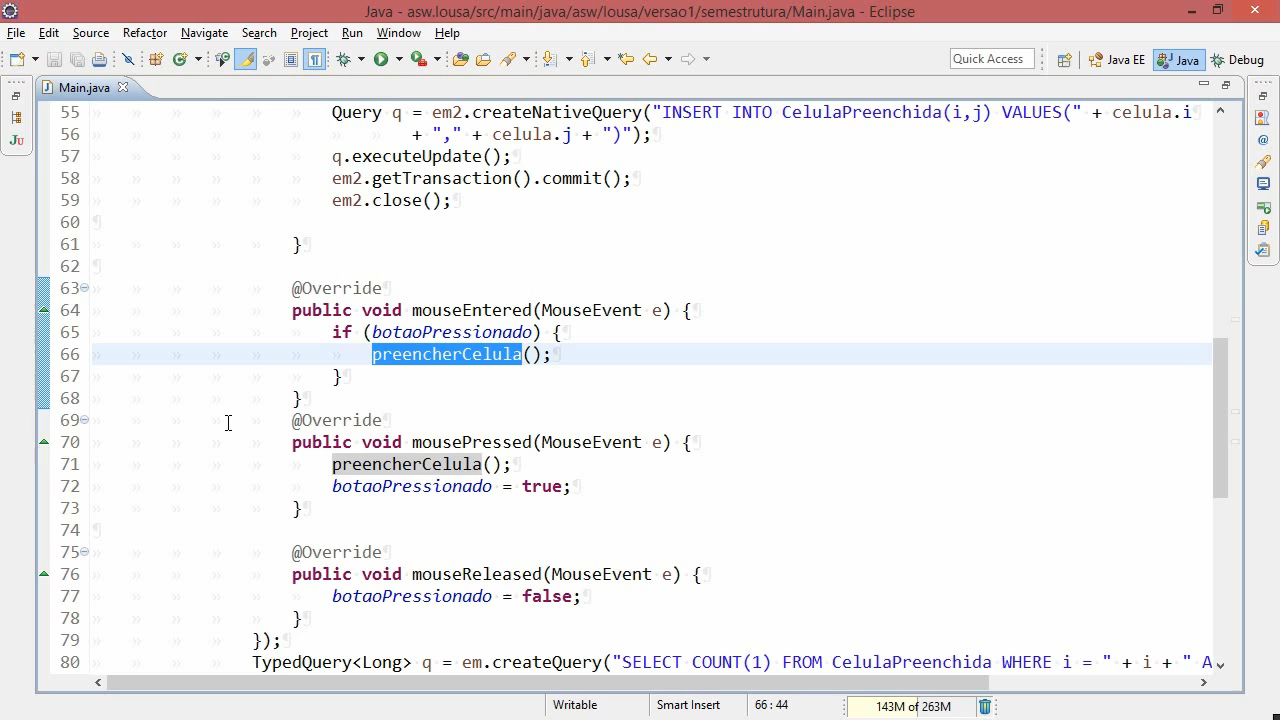 Java - asw.lousa/src/main/java/asw/lousa/versao1/semestrutura/Main.java - Eclipse
File Edit Source Refactor Navigate Search Project Run Window Help
Quick Access Java EE Java Debug
Main.java
55 Query q = em2.createNativeQuery("INSERT INTO CelulaPreenchida(i,j) VALUES(" + celula.i
56 + "," + celula.j + ")");
57 q.executeUpdate();
58 em2.getTransaction().commit();
59 em2.close();
60
61 }
62
63 @Override
64 public void mouseEntered(MouseEvent e) {
65 if (botaoPressionado) {
66 preencherCelula();
67 }
68 }
69 @Override
70 public void mousePressed(MouseEvent e) {
71 preencherCelula();
72 botaoPressionado = true;
73 }
74
75 @Override
76 public void mouseReleased(MouseEvent e) {
77 botaoPressionado = false;
78 }
79 });
80 TypedQuery<Long> q = em.createQuery("SELECT COUNT(1) FROM CelulaPreenchida WHERE i = " + i + " A
Writable Smart Insert 66 : 44 143M of 263M